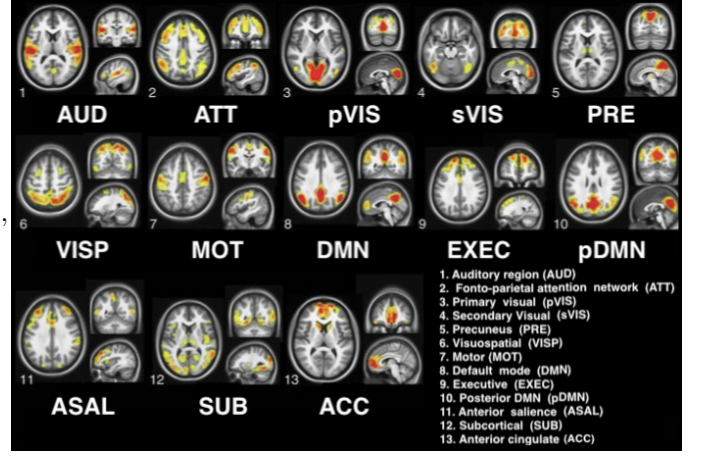 1 2 3 4 5
AUD ATT pVIS sVIS PRE
,
6 7 8 9 10
VISP MOT DMN EXEC pDMN
11 12 13
ASAL SUB ACC
1. Auditory region (AUD)
2. Fonto-parietal attention network (ATT)
3. Primary visual (pVIS)
4. Secondary Visual (sVIS)
5. Precuneus (PRE)
6. Visuospatial (VISP)
7. Motor (MOT)
8. Default mode (DMN)
9. Executive (EXEC)
10. Posterior DMN (pDMN)
11. Anterior salience (ASAL)
12. Subcortical (SUB)
13. Anterior cingulate (ACC)